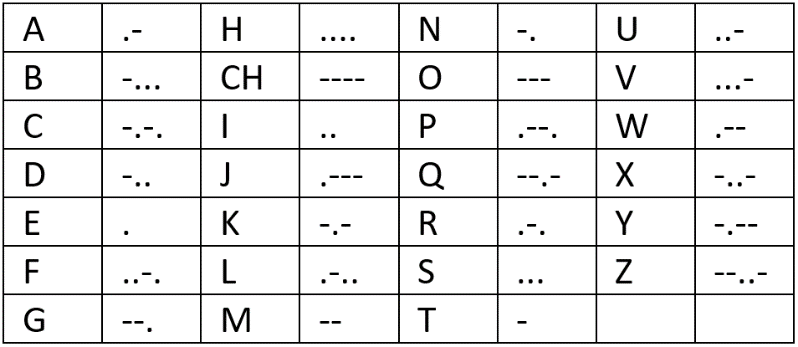 A .- H .... N -. U ..-
B -... CH ---- O --- V ...-
C -.-. I .. P .--. W .--
D -.. J .--- Q --.- X -..-
E . K -.- R .-. Y -.--
F ..-. L .-.. S ... Z --..-
G --. M -- T -